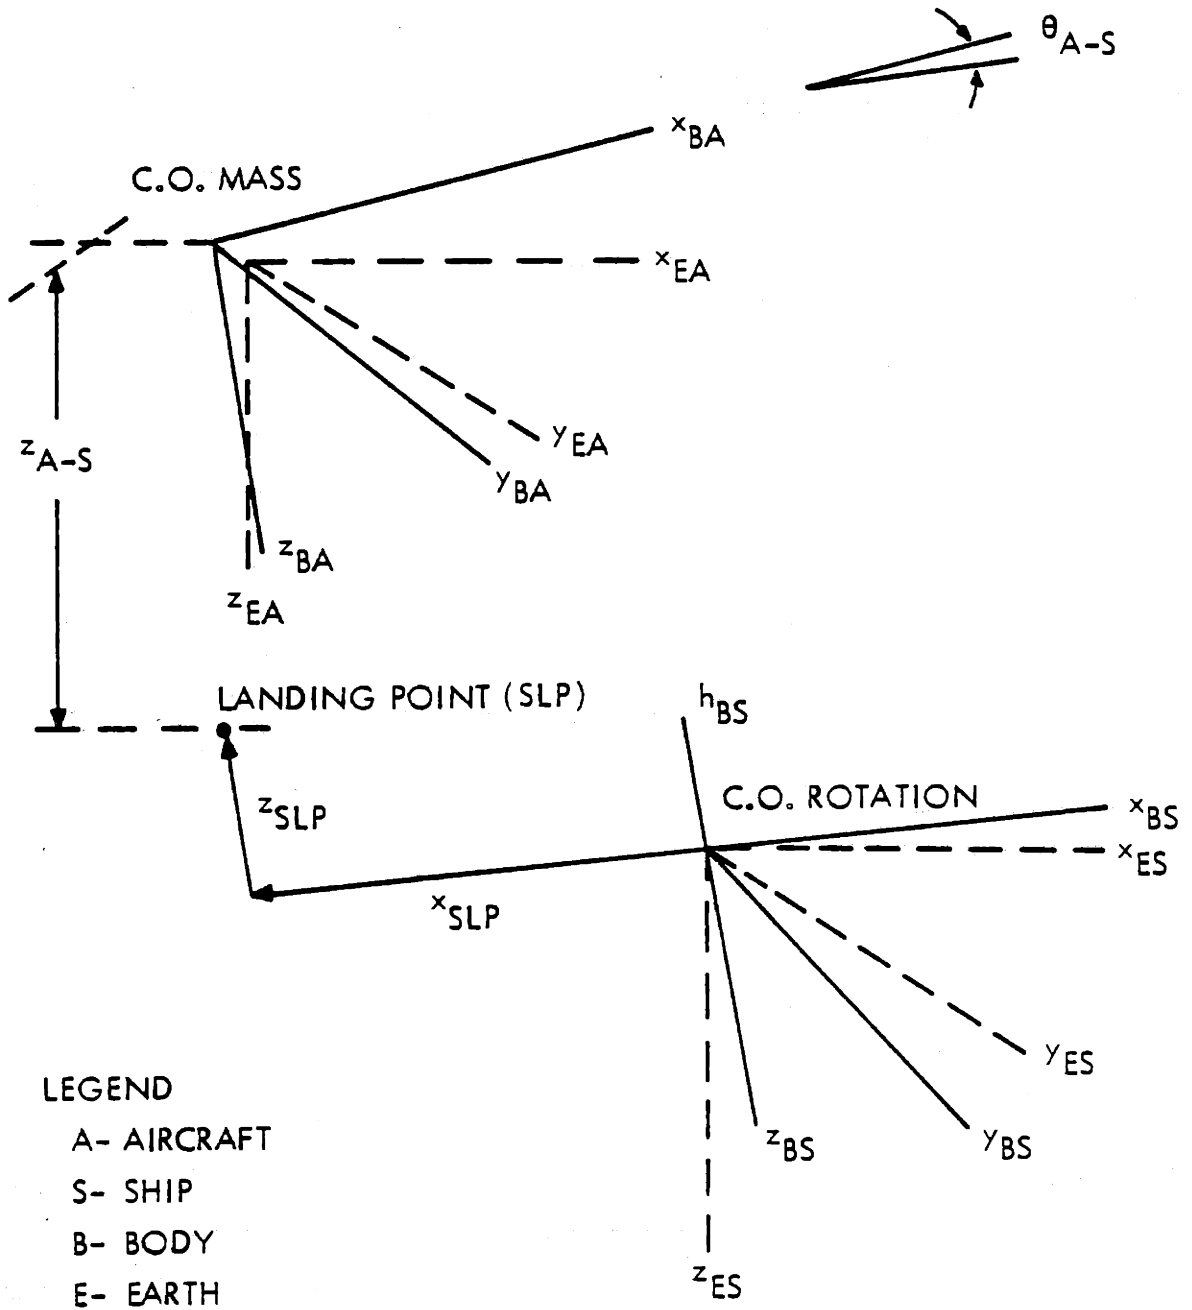 θA-S
xBA
C.O. MASS
xEA
zA-S
yEA
yBA
zBA
zEA
LANDING POINT (SLP)
hBS
C.O. ROTATION
zSLP
xBS
xES
xSLP
yES
LEGEND
A- AIRCRAFT
zBS
yBS
S- SHIP
B- BODY
zES
E- EARTH